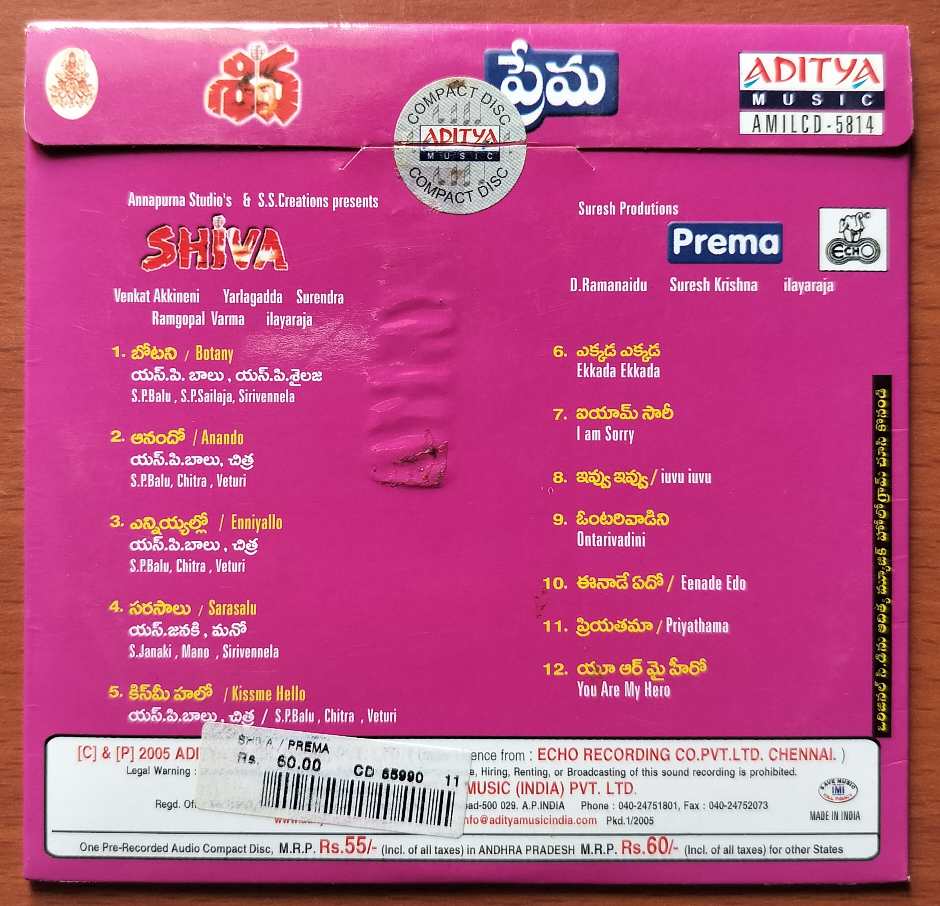 శివ
ప్రేమ
ADITYA
MUSIC
AMILCD-5814
COMPACT DISC
ADITYA
MUSIC
COMPACT DISC
Annapurna Studio's & S.S.Creations presents
SHIVA
Venkat Akkineni Yarlagadda Surendra
Ramgopal Varma ilayaraja
1. బోటని / Botany
యస్.పి. బాలు, యస్.పి.శైలజ
S.P.Balu, S.P.Sailaja, Sirivennela
2. ఆనందో / Anando
యస్.పి.బాలు, చిత్ర
S.P.Balu, Chitra, Veturi
3. ఎన్నియ్యల్లో / Enniyallo
యస్.పి.బాలు, చిత్ర
S.P.Balu, Chitra, Veturi
4. సరసాలు / Sarasalu
యస్.జనకి, మనో
S.Janaki, Mano, Sirivennela
5. కిస్‌మీ హలో / Kissme Hello
యస్.పి.బాలు, చిత్ర / S.P.Balu, Chitra, Veturi
Suresh Produtions
Prema
ECHO
D.Ramanaidu Suresh Krishna ilayaraja
6. ఎక్కడ ఎక్కడ
Ekkada Ekkada
7. ఐయామ్ సారీ
I am Sorry
8. ఇవ్వు ఇవ్వు / iuvu iuvu
9. ఓంటరివాడిని
Ontarivadini
10. ఈనాడే ఏదో / Eenade Edo
11. ప్రియతమా / Priyathama
12. యూ ఆర్ మై హీరో
You Are My Hero
ఒరిజినల్ సి.డిను ఆదిత్య మ్యూజిక్ హోలోగ్రామ్ చూసి కొనండి
[C] & [P] 2005 ADI ence from : ECHO RECORDING CO.PVT.LTD. CHENNAI. )
Legal Warning : e, Hiring, Renting, or Broadcasting of this sound recording is prohibited.
MUSIC (INDIA) PVT. LTD.
Regd. Of bad-500 029. A.P.INDIA Phone : 040-24751801, Fax : 040-24752073
info@adityamusicindia.com Pkd.1/2005
SHIVA / PREMA
Rs. 60.00 CD 65990 11
IMI
MADE IN INDIA
One Pre-Recorded Audio Compact Disc, M.R.P. Rs.55/- (Incl. of all taxes) in ANDHRA PRADESH M.R.P. Rs.60/- (Incl. of all taxes) for other States